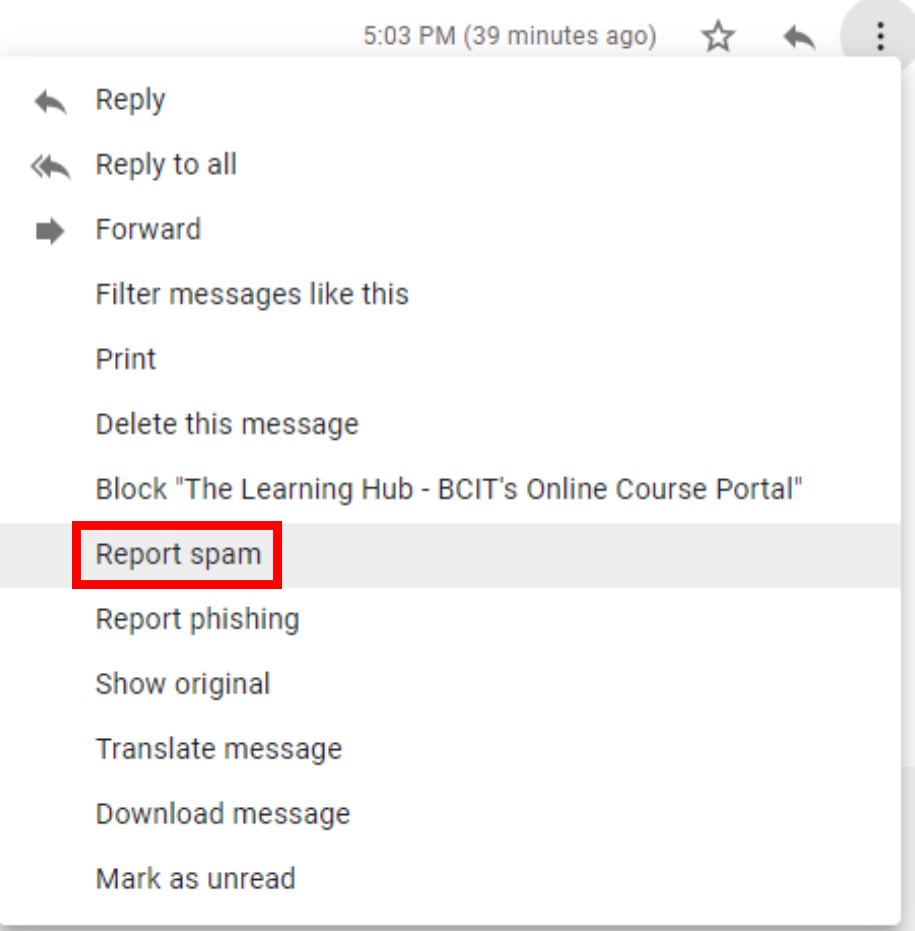 5:03 PM (39 minutes ago)
Reply
Reply to all
Forward
Filter messages like this
Print
Delete this message
Block "The Learning Hub - BCIT's Online Course Portal"
Report spam
Report phishing
Show original
Translate message
Download message
Mark as unread